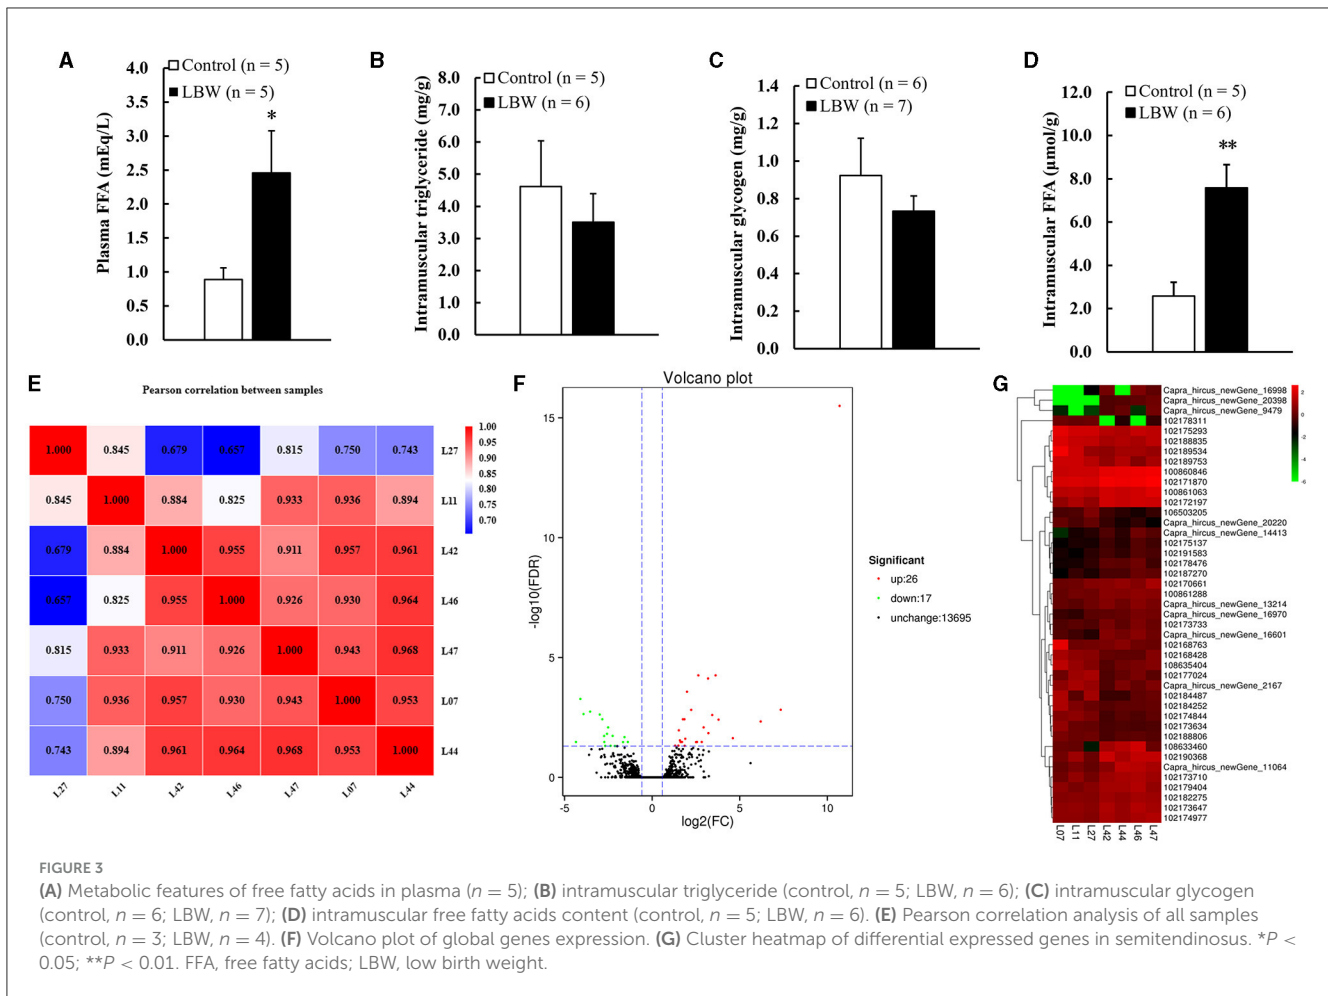 A
Plasma FFA (mEq/L)
4.0
3.5
3.0
2.5
2.0
1.5
1.0
0.5
0.0
Control (n = 5)
LBW (n = 5)
*
B
Intramuscular triglyceride (mg/g)
8.0
7.0
6.0
5.0
4.0
3.0
2.0
1.0
0.0
Control (n = 5)
LBW (n = 6)
C
Intramuscular glycogen (mg/g)
1.4
1.2
1.0
0.8
0.6
0.4
0.2
0.0
Control (n = 6)
LBW (n = 7)
D
Intramuscular FFA (µmol/g)
12.0
10.0
8.0
6.0
4.0
2.0
0.0
Control (n = 5)
LBW (n = 6)
**
E
Pearson correlation between samples
1.000 0.845 0.679 0.657 0.815 0.750 0.743 L27
0.845 1.000 0.884 0.825 0.933 0.936 0.894 L11
0.679 0.884 1.000 0.955 0.911 0.957 0.961 L42
0.657 0.825 0.955 1.000 0.926 0.930 0.964 L46
0.815 0.933 0.911 0.926 1.000 0.943 0.968 L47
0.750 0.936 0.957 0.930 0.943 1.000 0.953 L07
0.743 0.894 0.961 0.964 0.968 0.953 1.000 L44
L27 L11 L42 L46 L47 L07 L44
1.00
0.95
0.90
0.85
0.80
0.75
0.70
F
Volcano plot
-log10(FDR)
15
10
5
0
-5 0 5 10
log2(FC)
Significant
up:26
down:17
unchange:13695
G
Capra_hircus_newGene_16998
Capra_hircus_newGene_20398
Capra_hircus_newGene_9479
102178311
102175293
102188835
102189534
102189753
100860846
102171870
100861063
102172197
106503205
Capra_hircus_newGene_20220
Capra_hircus_newGene_14413
102175137
102191583
102178476
102187270
102170661
100861288
Capra_hircus_newGene_13214
Capra_hircus_newGene_16970
102173733
Capra_hircus_newGene_16601
102168763
102168428
108635404
102177024
Capra_hircus_newGene_2167
102184487
102184252
102174844
102173634
102188806
108633460
102190368
Capra_hircus_newGene_11064
102173710
102179404
102182275
102173647
102174977
L07 L11 L27 L42 L44 L46 L47
2
0
-2
-4
-6
FIGURE 3
(A) Metabolic features of free fatty acids in plasma (n = 5); (B) intramuscular triglyceride (control, n = 5; LBW, n = 6); (C) intramuscular glycogen
(control, n = 6; LBW, n = 7); (D) intramuscular free fatty acids content (control, n = 5; LBW, n = 6). (E) Pearson correlation analysis of all samples
(control, n = 3; LBW, n = 4). (F) Volcano plot of global genes expression. (G) Cluster heatmap of differential expressed genes in semitendinosus. *P <
0.05; **P < 0.01. FFA, free fatty acids; LBW, low birth weight.